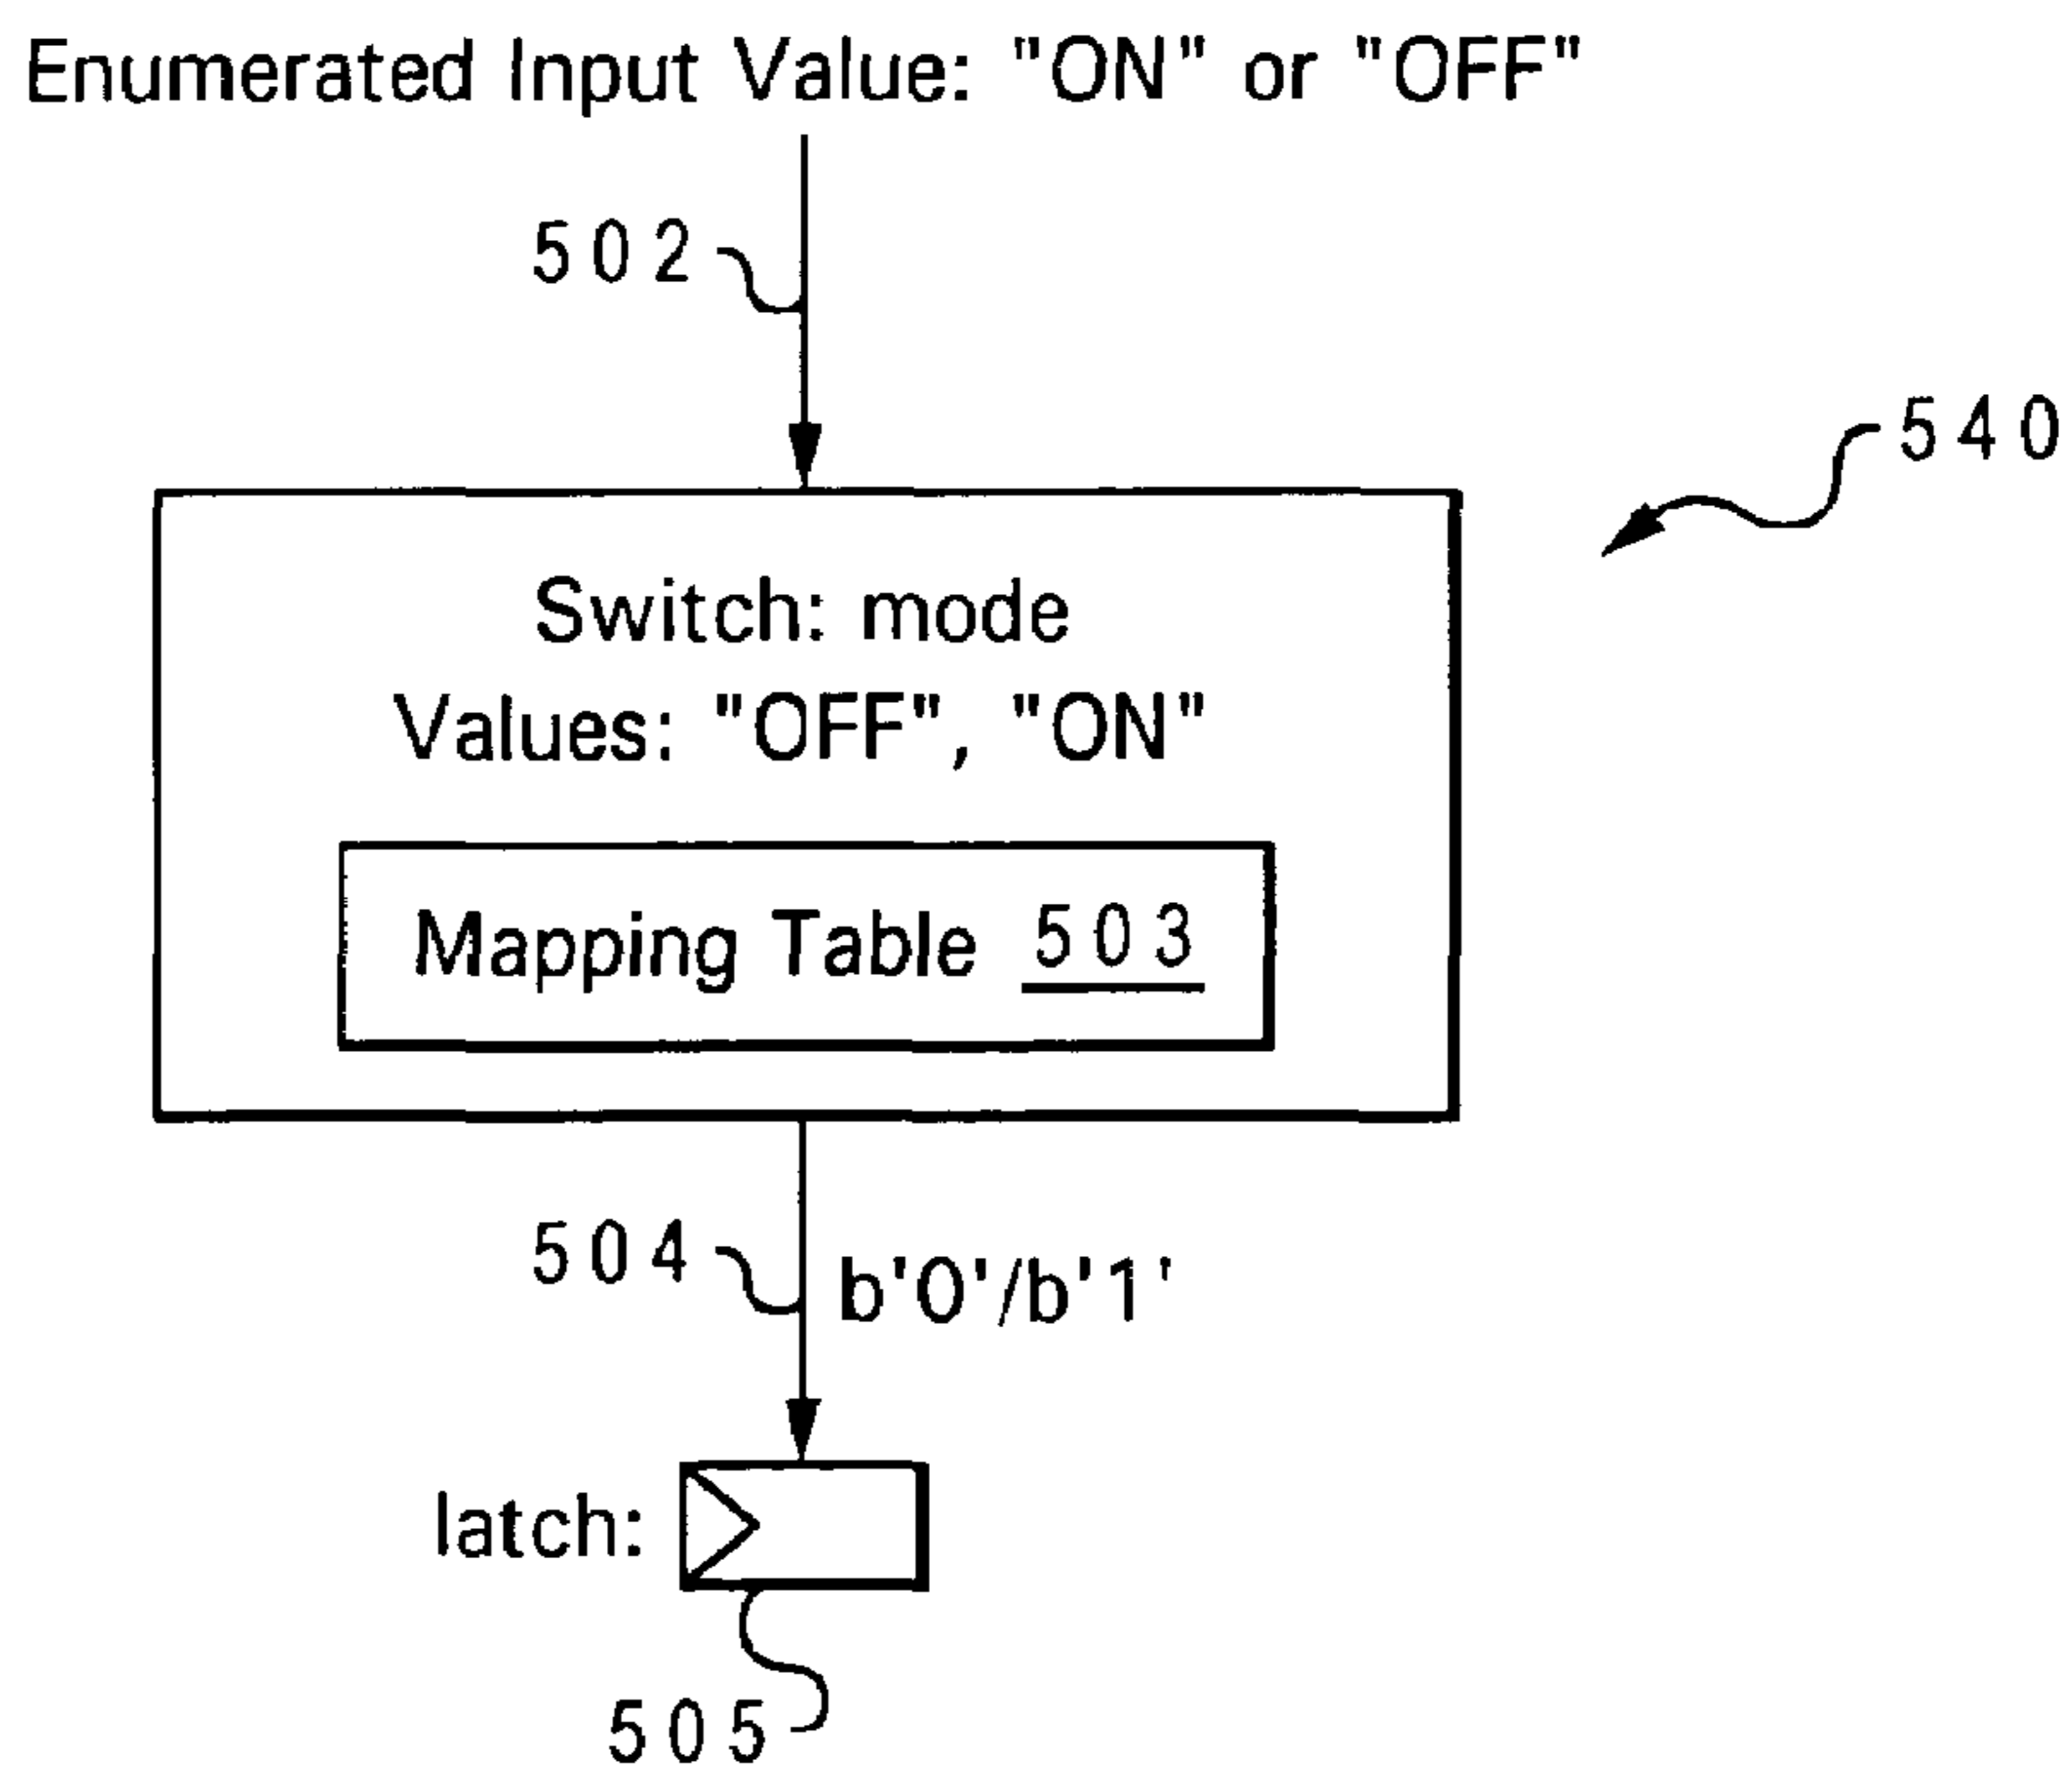 Enumerated Input Value: "ON" or "OFF"
502
540
Switch: mode
Values: "OFF", "ON"
Mapping Table 503
504
b'0'/b'1'
latch:
505